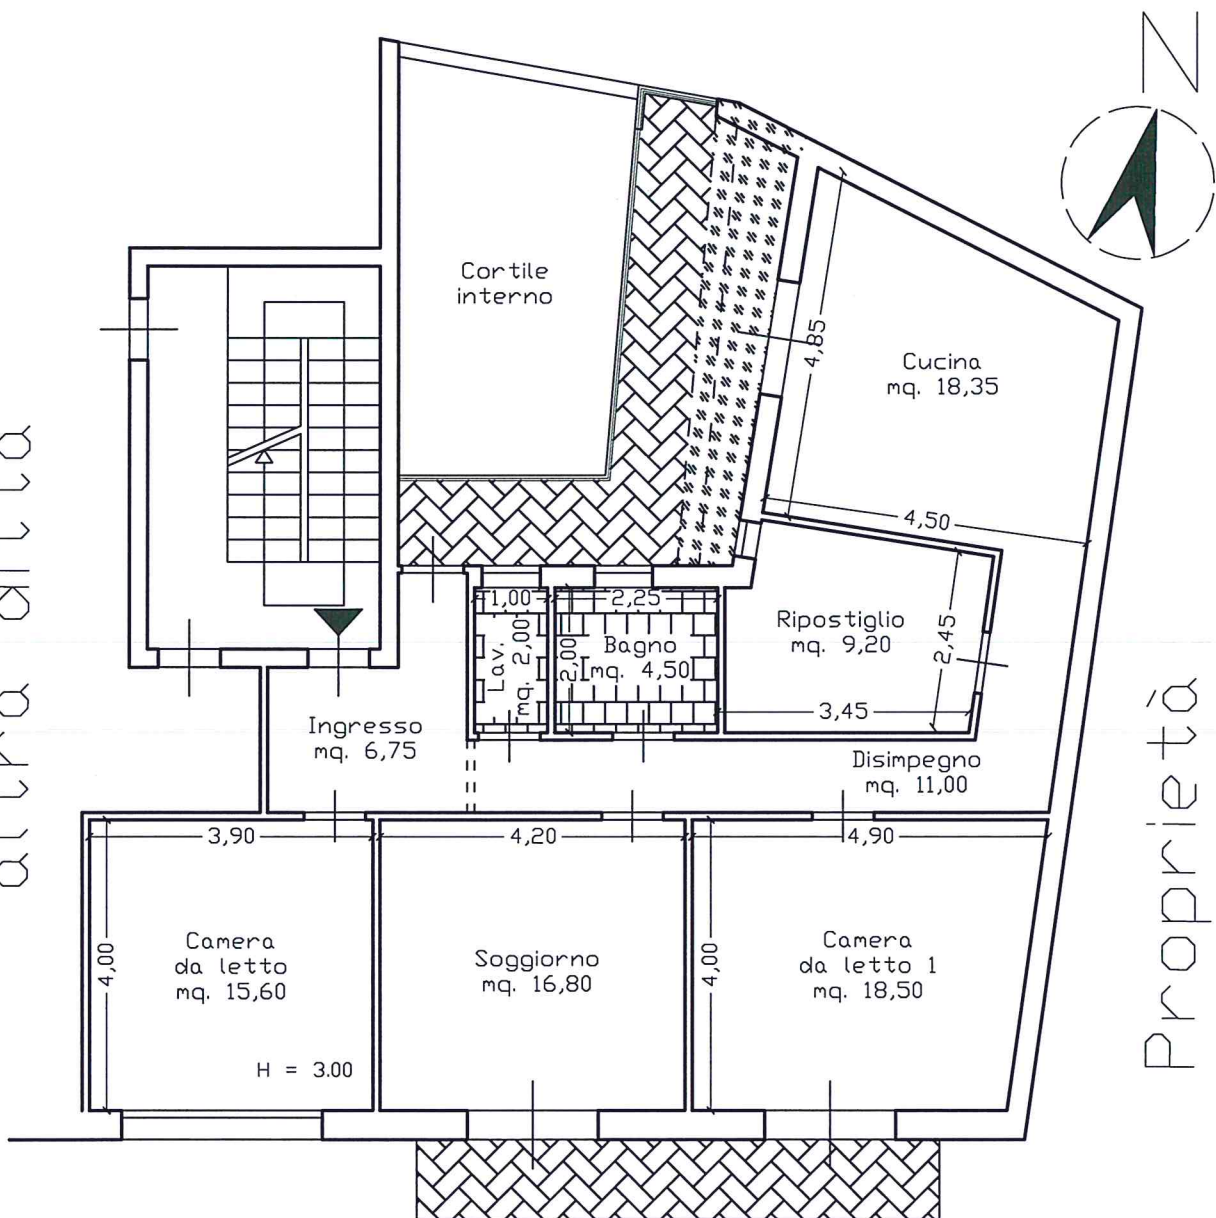 N
Cortile
interno
Cucina
mq. 18,35
4,85
4,50
altro
1,00
2,25
Lav.
mq. 2,00
2,00
Bagno
mq. 4,50
Ripostiglio
mq. 9,20
2,45
3,45
Ingresso
mq. 6,75
Disimpegno
mq. 11,00
Proprietà
3,90
4,20
4,90
4,00
Camera
da letto
mq. 15,60
H = 3.00
Soggiorno
mq. 16,80
4,00
Camera
da letto 1
mq. 18,50